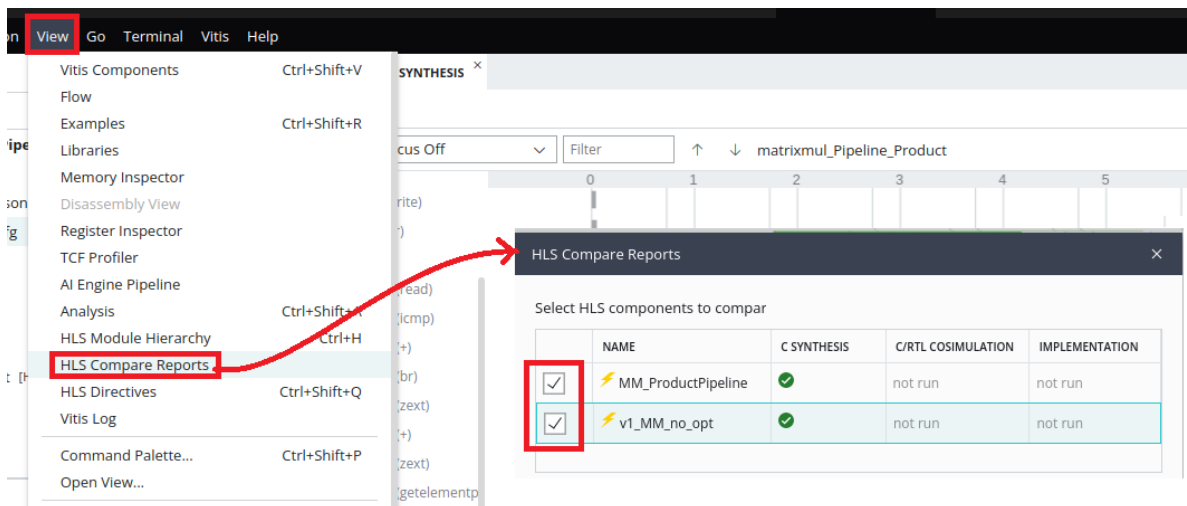 on View Go Terminal Vitis Help
Vitis Components Ctrl+Shift+V
SYNTHESIS ×
Flow
Examples Ctrl+Shift+R
ipe
Libraries
cus Off
Filter
↑ ↓ matrixmul_Pipeline_Product
Memory Inspector
0 1 2 3 4 5
son
Disassembly View
rite)
fg
Register Inspector
r)
TCF Profiler
HLS Compare Reports ×
AI Engine Pipeline
(read)
Analysis Ctrl+Shift+A
(icmp)
Select HLS components to compar
HLS Module Hierarchy Ctrl+H
(+)
NAME C SYNTHESIS C/RTL COSIMULATION IMPLEMENTATION
HLS Compare Reports
t [H
(br)
MM_ProductPipeline not run not run
HLS Directives Ctrl+Shift+Q
(zext)
Vitis Log
v1_MM_no_opt not run not run
(+)
Command Palette... Ctrl+Shift+P
(zext)
Open View...
(getelementp